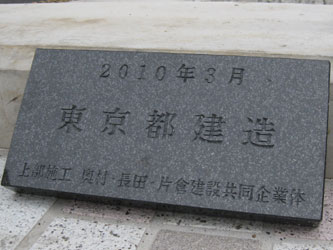 2010年3月
東京都建造
上部施工 奥村・長田・片倉建設共同企業体